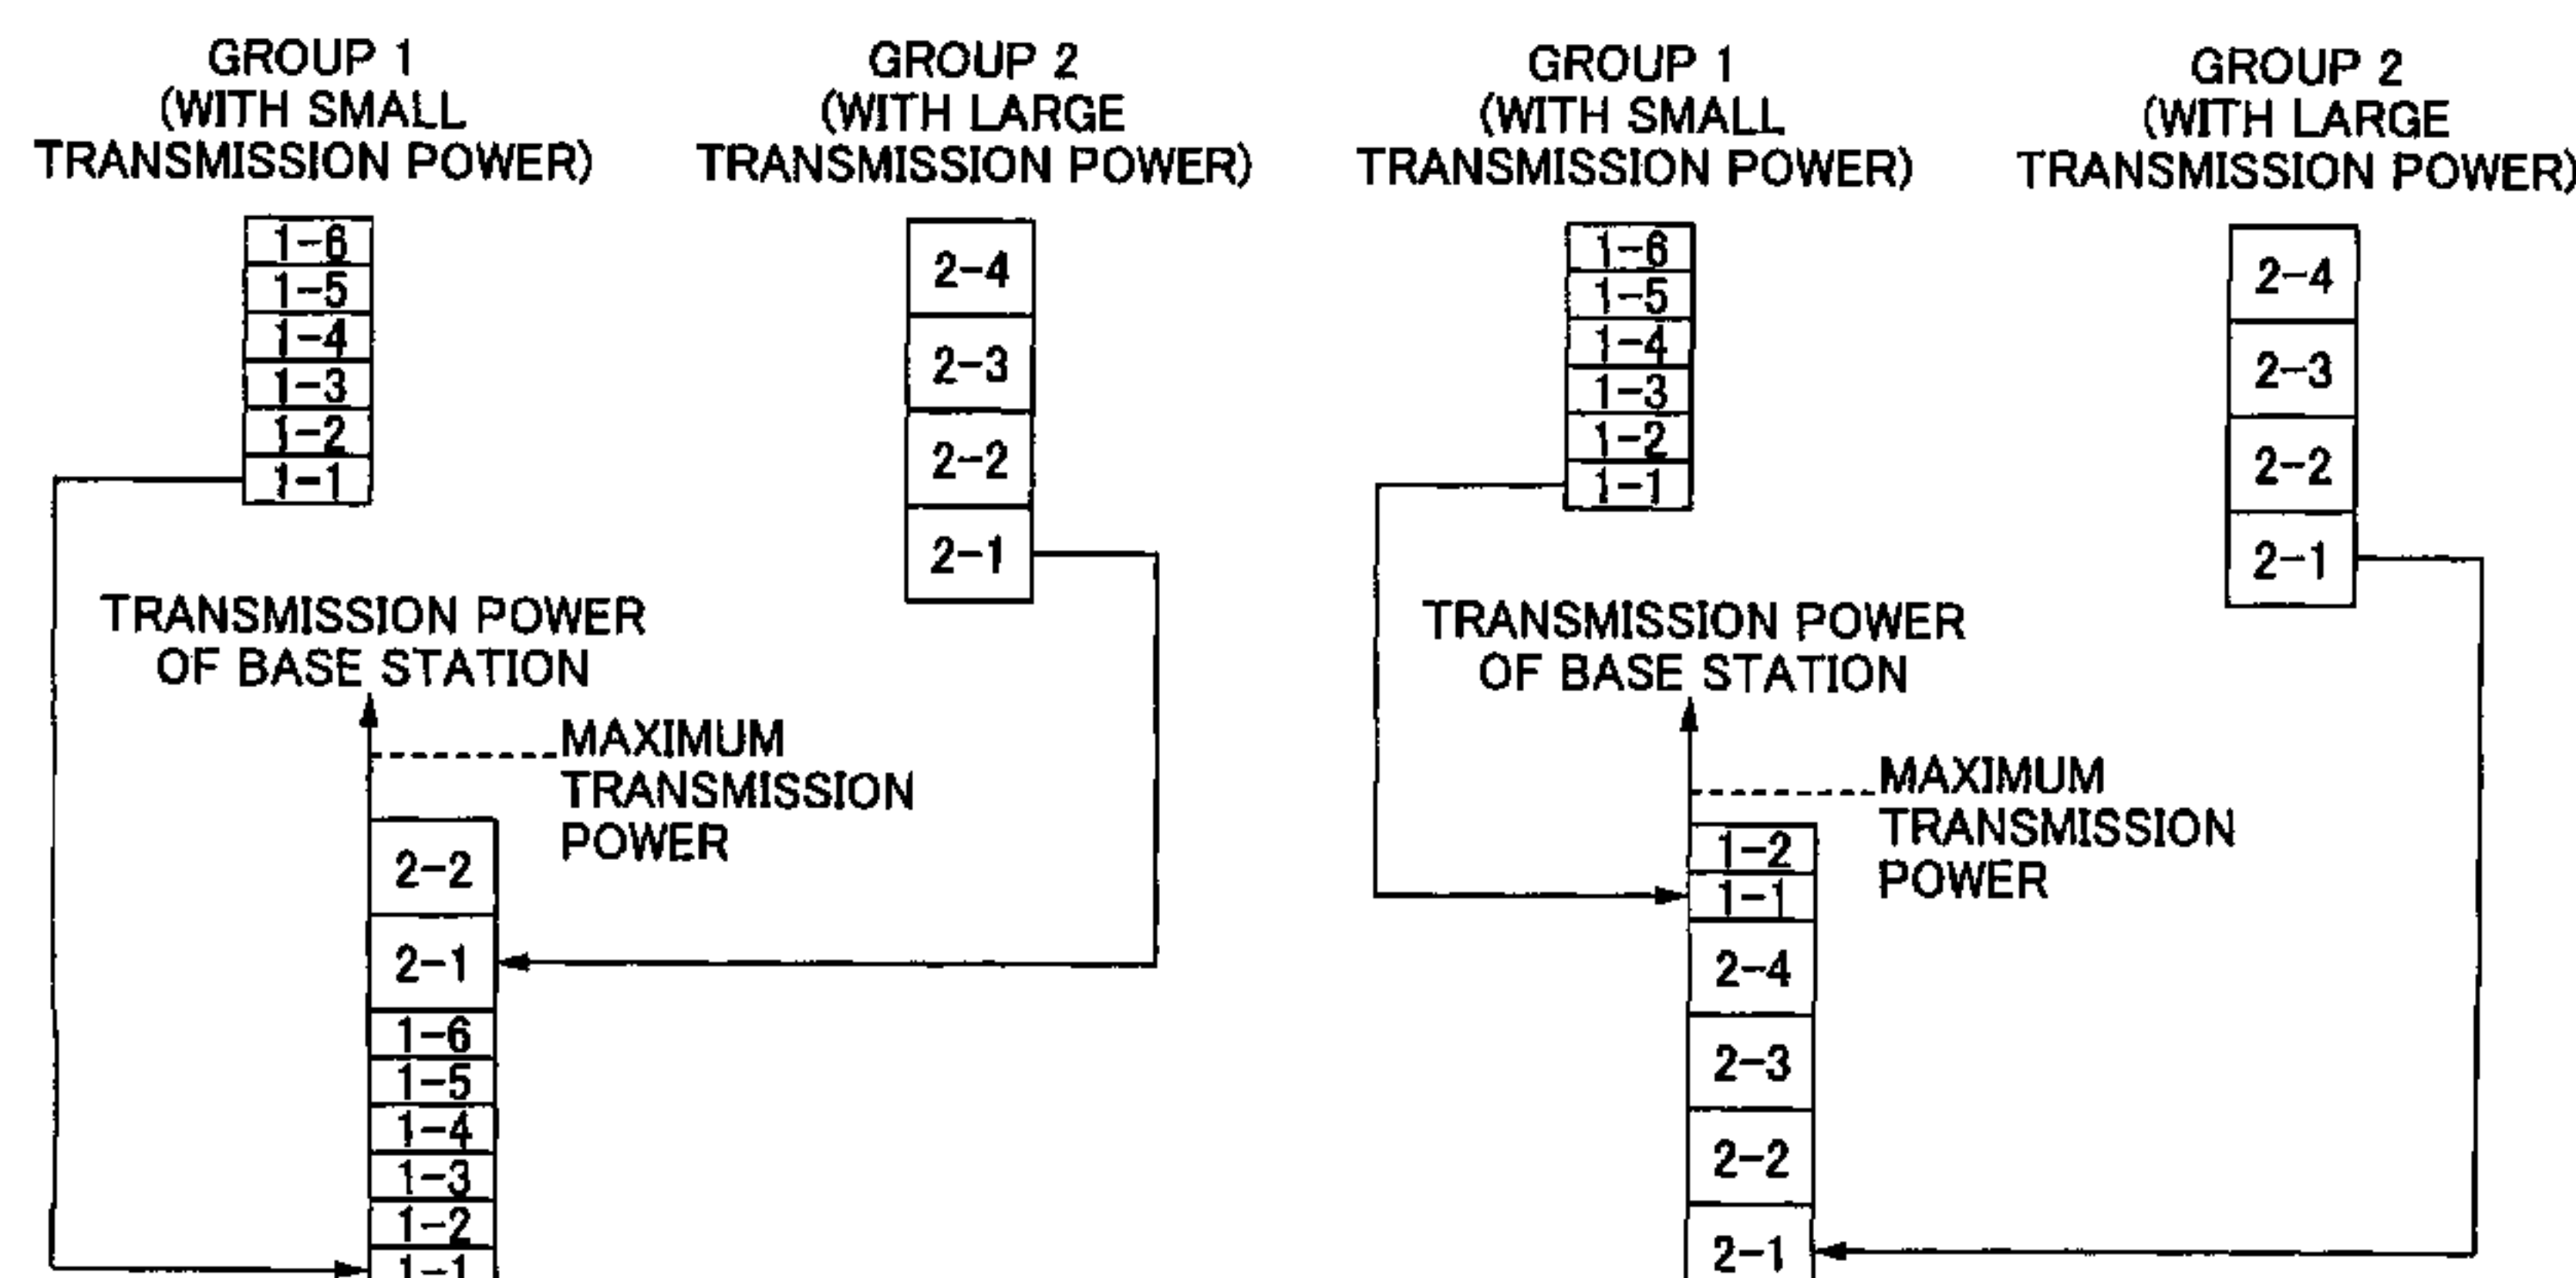 GROUP 1
(WITH SMALL
TRANSMISSION POWER)
1-6
1-5
1-4
1-3
1-2
1-1
GROUP 2
(WITH LARGE
TRANSMISSION POWER)
2-4
2-3
2-2
2-1
TRANSMISSION POWER
OF BASE STATION
MAXIMUM
TRANSMISSION
POWER
2-2
2-1
1-6
1-5
1-4
1-3
1-2
1-1
GROUP 1
(WITH SMALL
TRANSMISSION POWER)
1-6
1-5
1-4
1-3
1-2
1-1
GROUP 2
(WITH LARGE
TRANSMISSION POWER)
2-4
2-3
2-2
2-1
TRANSMISSION POWER
OF BASE STATION
MAXIMUM
TRANSMISSION
POWER
1-2
1-1
2-4
2-3
2-2
2-1